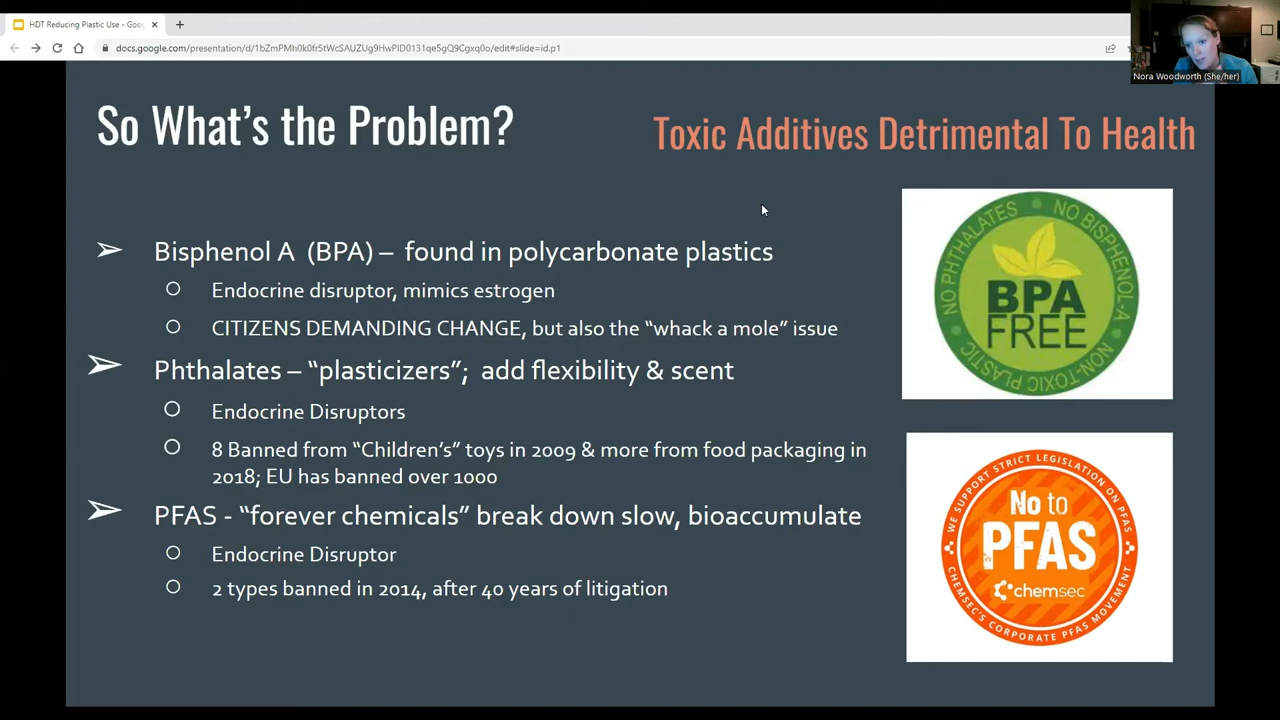 HDT Reducing Plastic Use - Goo
docs.google.com/presentation/d/1bZmPMh0k0fr5tWcSAUZUg9HwPlD0131qe5gQ9Cgxq0o/edit#slide=id.p1
Nora Woodworth (She/her)
So What's the Problem?
Toxic Additives Detrimental To Health
➢ Bisphenol A (BPA) – found in polycarbonate plastics
○ Endocrine disruptor, mimics estrogen
○ CITIZENS DEMANDING CHANGE, but also the “whack a mole” issue
➢ Phthalates – “plasticizers”; add flexibility & scent
○ Endocrine Disruptors
○ 8 Banned from “Children’s” toys in 2009 & more from food packaging in
2018; EU has banned over 1000
➢ PFAS - “forever chemicals” break down slow, bioaccumulate
○ Endocrine Disruptor
○ 2 types banned in 2014, after 40 years of litigation
NO PHTHALATES
NO BISPHENOL-A
BPA
FREE
NON-TOXIC PLASTIC
WE SUPPORT STRICT LEGISLATION ON PFAS
No to
PFAS
chemsec
CHEMSEC'S CORPORATE PFAS MOVEMENT